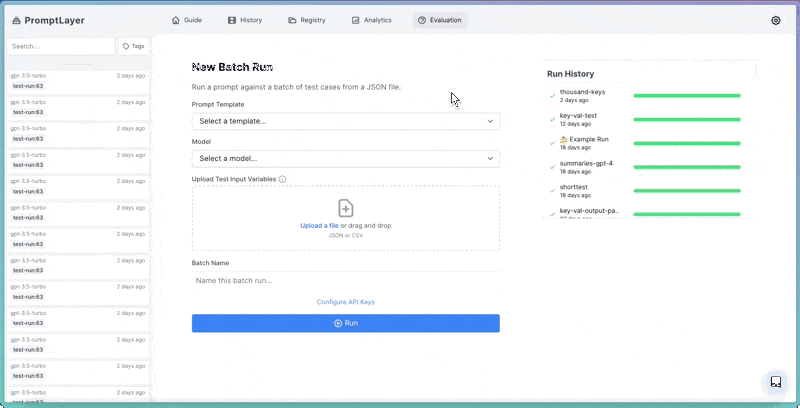 PromptLayer
Guide
History
Registry
Analytics
Evaluation
Search...
Tags
gpt-3.5-turbo 2 days ago
test-run:63
gpt-3.5-turbo 2 days ago
test-run:63
gpt-3.5-turbo 2 days ago
test-run:63
gpt-3.5-turbo 2 days ago
test-run:63
gpt-3.5-turbo 2 days ago
test-run:63
gpt-3.5-turbo 2 days ago
test-run:63
gpt-3.5-turbo 2 days ago
test-run:63
gpt-3.5-turbo 2 days ago
test-run:63
gpt-3.5-turbo 2 days ago
test-run:63
gpt-3.5-turbo 2 days ago
test-run:63
gpt-3.5-turbo 2 days ago
test-run:63
gpt-3.5-turbo 2 days ago
test-run:63
gpt-3.5-turbo 2 days ago
New Batch Run
Run a prompt against a batch of test cases from a JSON file.
Prompt Template
Select a template...
Model
Select a model...
Upload Test Input Variables
Upload a file or drag and drop
JSON or CSV
Batch Name
Name this batch run...
Configure API Keys
Run
Run History
thousand-keys
2 days ago
key-val-test
12 days ago
Example Run
18 days ago
summaries-gpt-4
18 days ago
shorttest
18 days ago
key-val-output-pa..